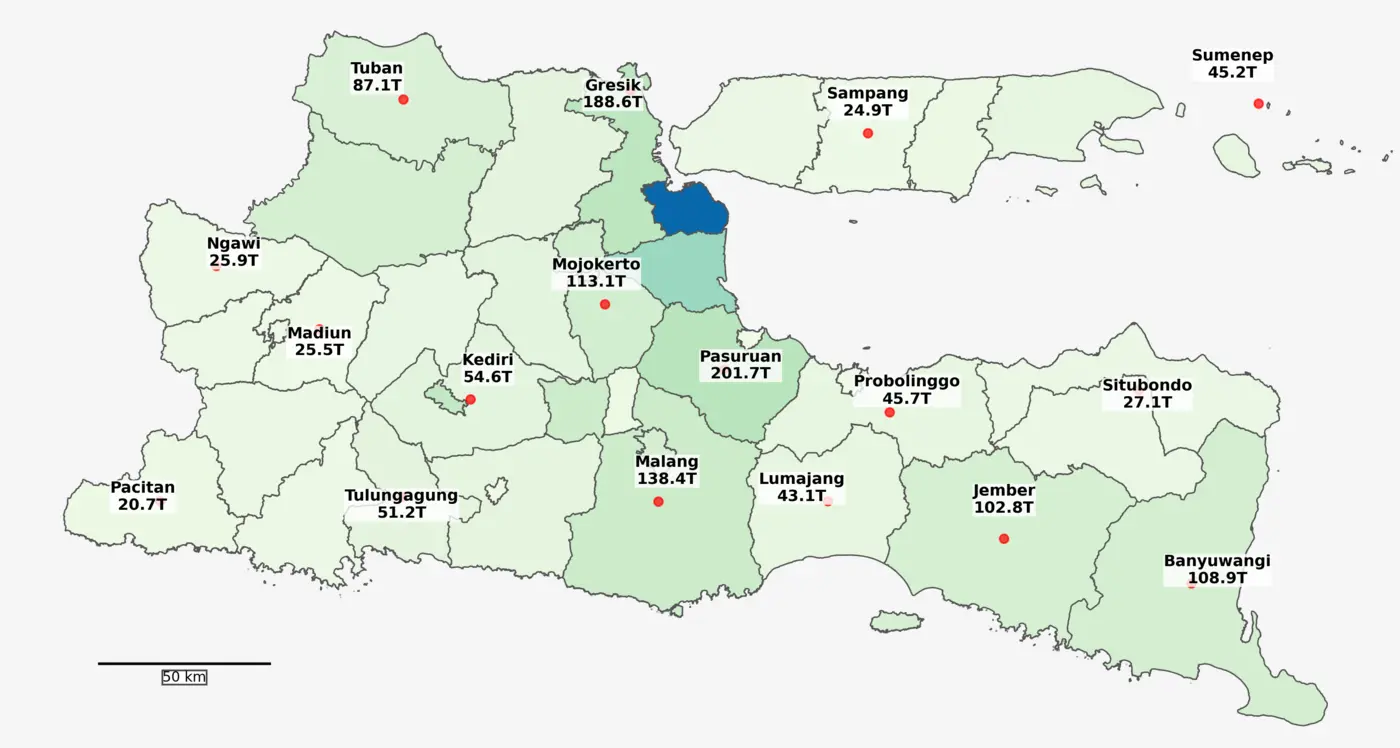 Sumenep
45.2T
Tuban
87.1T
Gresik
188.6T
Sampang
24.9T
Ngawi
25.9T
Mojokerto
113.1T
Madiun
25.5T
Kediri
54.6T
Pasuruan
201.7T
Probolinggo
45.7T
Situbondo
27.1T
Pacitan
20.7T
Tulungagung
51.2T
Malang
138.4T
Lumajang
43.1T
Jember
102.8T
Banyuwangi
108.9T
50 km